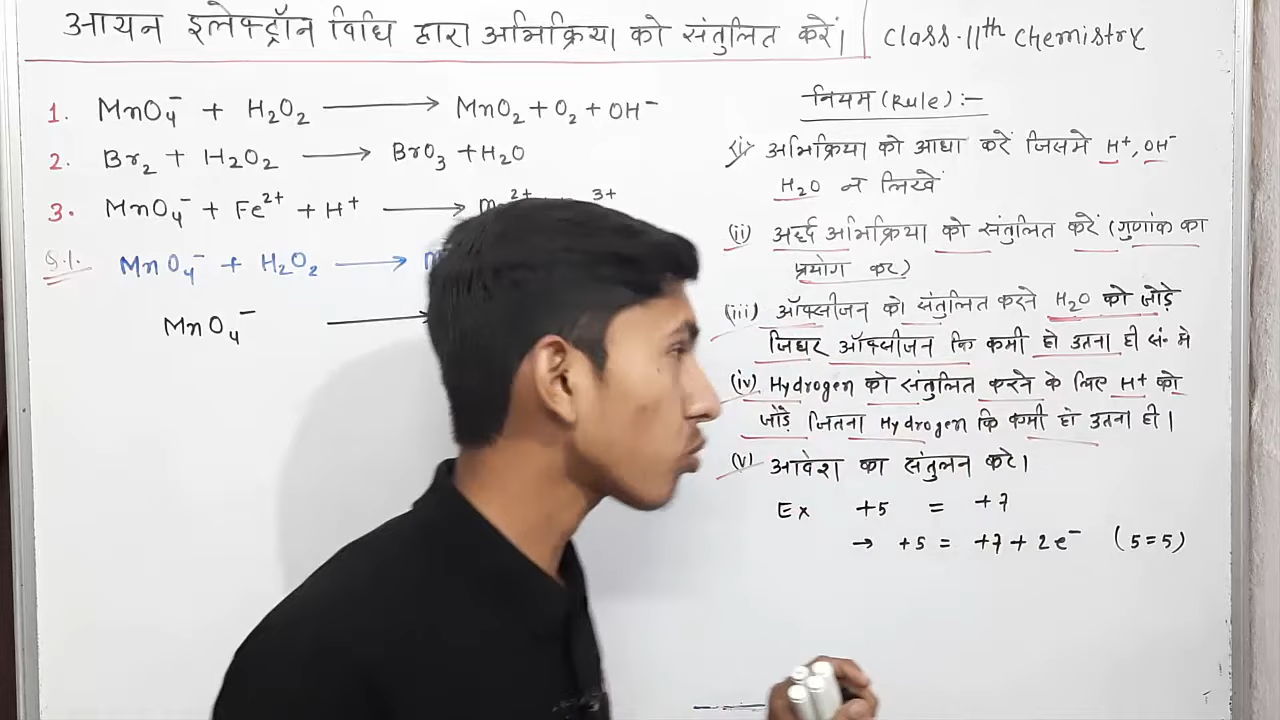 आयन इलेक्ट्रॉन विधि द्वारा अभिक्रिया को संतुलित करें। Class-11th Chemistry
1. MnO₄⁻ + H₂O₂ → MnO₂ + O₂ + OH⁻
2. Br₂ + H₂O₂ → BrO₃ + H₂O
3. MnO₄⁻ + Fe²⁺ + H⁺ →
S.1. MnO₄⁻ + H₂O₂ →
MnO₄⁻ →
नियम (Rule) :-
(i) अभिक्रिया को आधा करें जिसमे H⁺, OH⁻
H₂O न लिखें
(ii) अर्द्ध अभिक्रिया को संतुलित करें (गुणांक का
प्रयोग कर)
(iii) ऑक्सीजन को संतुलित करने H₂O को जोड़े
जिधर ऑक्सीजन कि कमी हो उतना ही सं॰ मे
(iv) Hydrogen को संतुलित करने के लिए H⁺ को
जोड़े जितना Hydrogen कि कमी हो उतना ही।
(v) आवेश का संतुलन करे।
Ex +5 = +7
→ +5 = +7 + 2e⁻ (5=5)